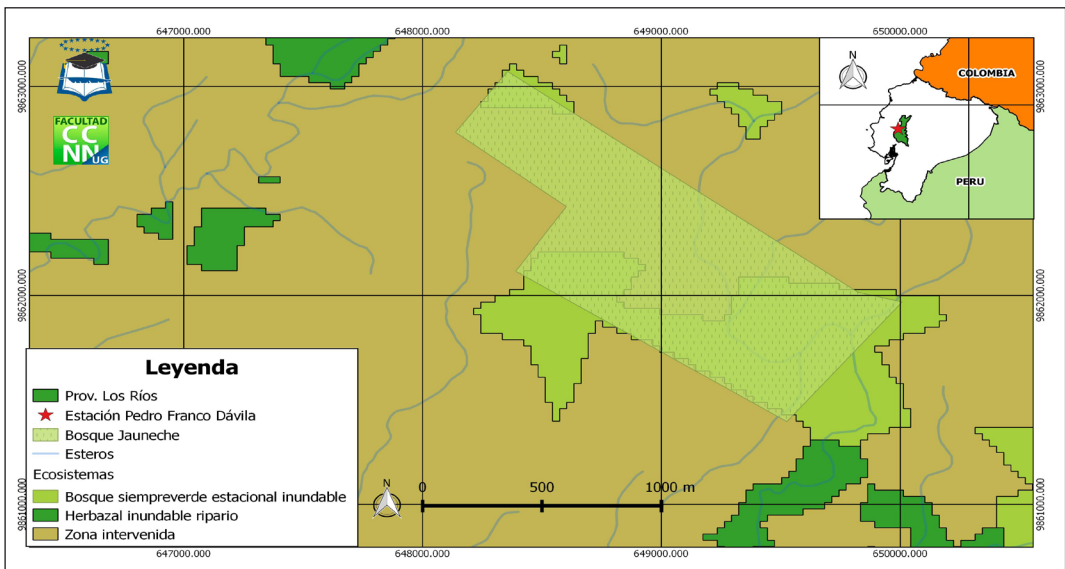 647000.000 648000.000 649000.000 650000.000
9863000.000
9862000.000
9861000.000
FACULTAD
CC
NN
UG
N
COLOMBIA
PERU
9863000.000
9862000.000
9861000.000
Leyenda
Prov. Los Ríos
Estación Pedro Franco Dávila
Bosque Jauneche
Esteros
Ecosistemas
Bosque siempreverde estacional inundable
Herbazal inundable ripario
Zona intervenida
N
0 500 1000 m
647000.000 648000.000 649000.000 650000.000